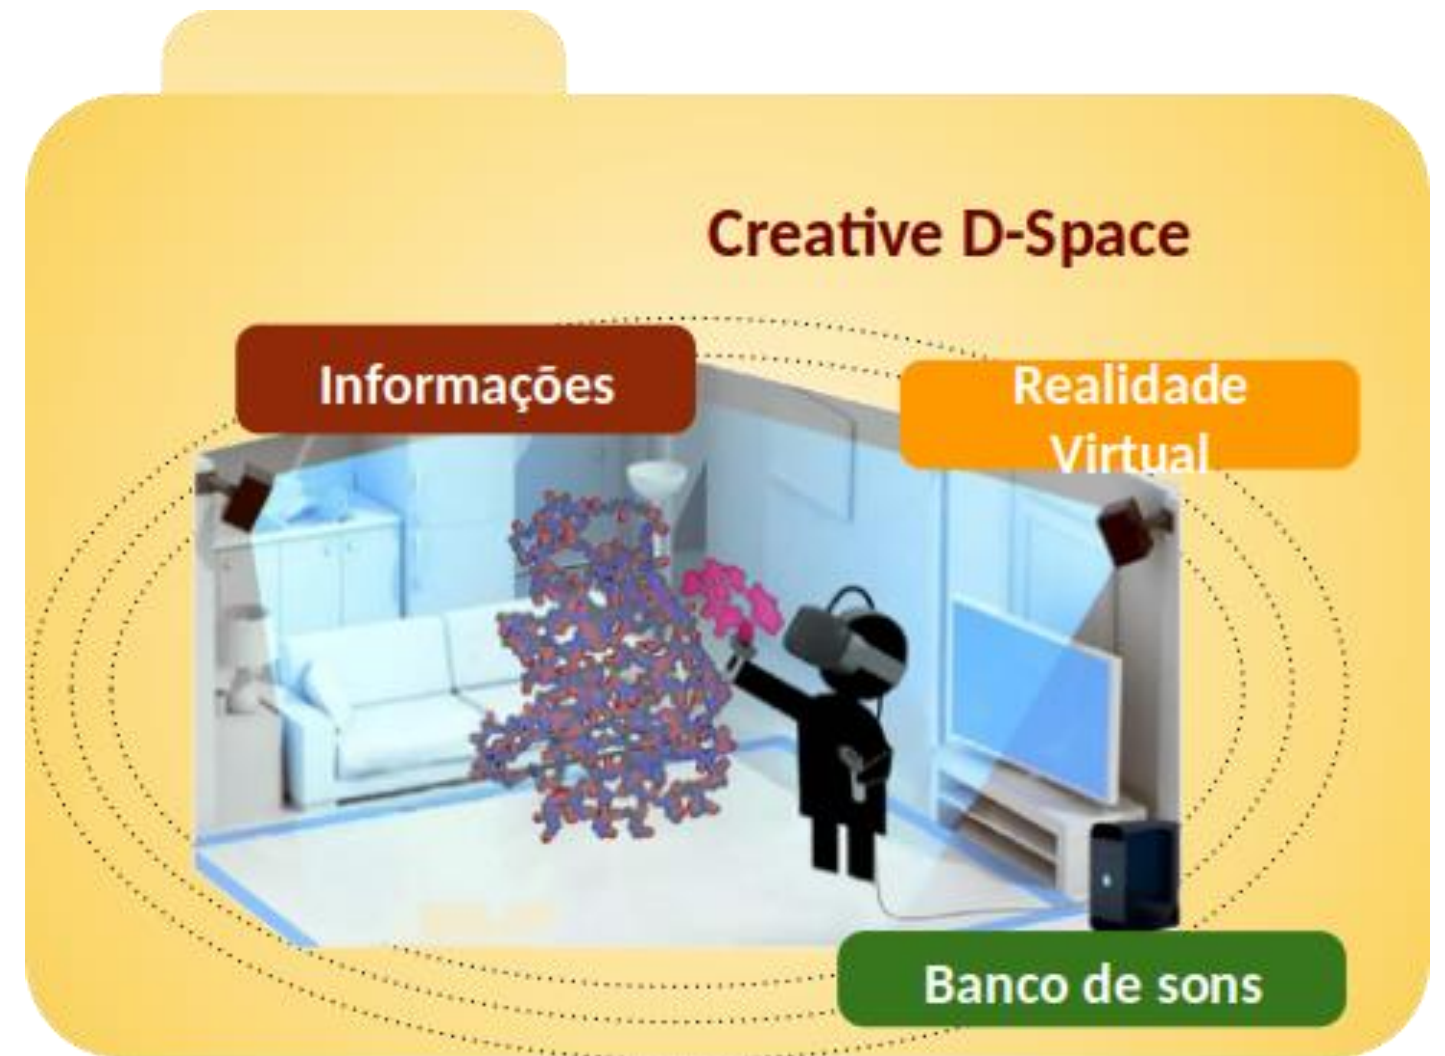 Creative D-Space
Informações
Realidade
Virtual
Banco de sons